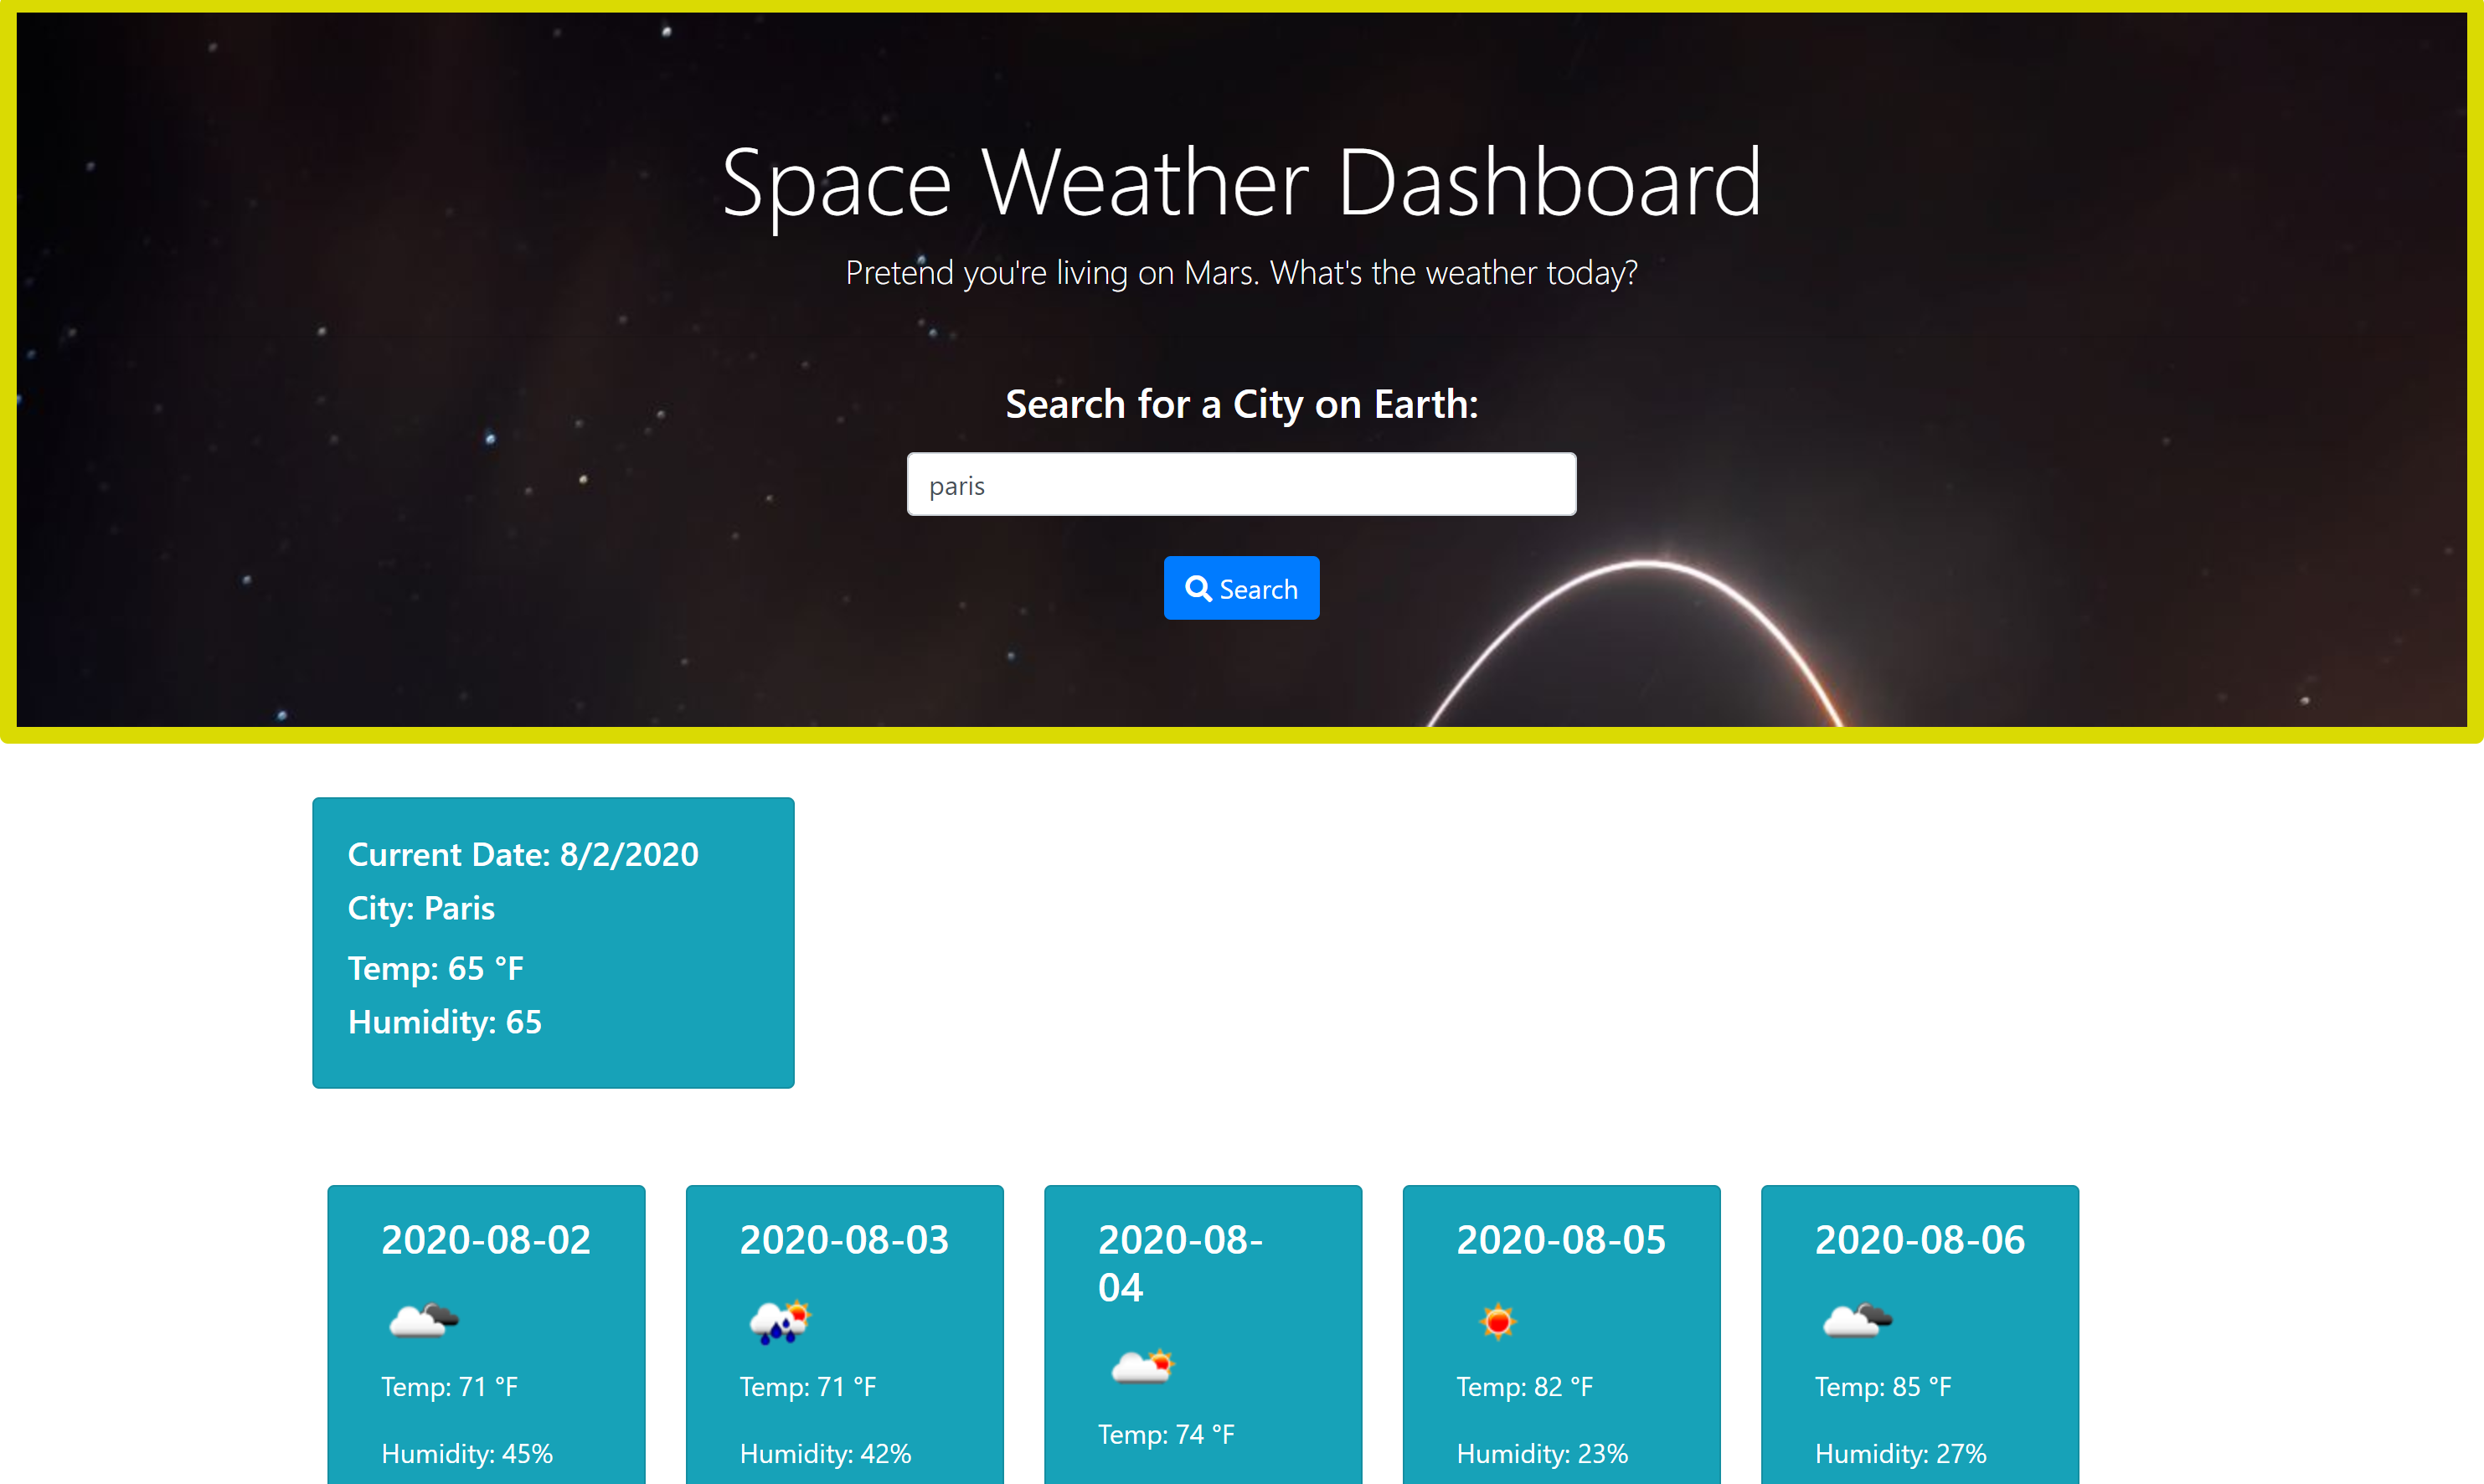 Space Weather Dashboard
Pretend you're living on Mars. What's the weather today?
Search for a City on Earth:
paris
Search
Current Date: 8/2/2020
City: Paris
Temp: 65 °F
Humidity: 65
2020-08-02
Temp: 71 °F
Humidity: 45%
2020-08-03
Temp: 71 °F
Humidity: 42%
2020-08-
04
Temp: 74 °F
2020-08-05
Temp: 82 °F
Humidity: 23%
2020-08-06
Temp: 85 °F
Humidity: 27%